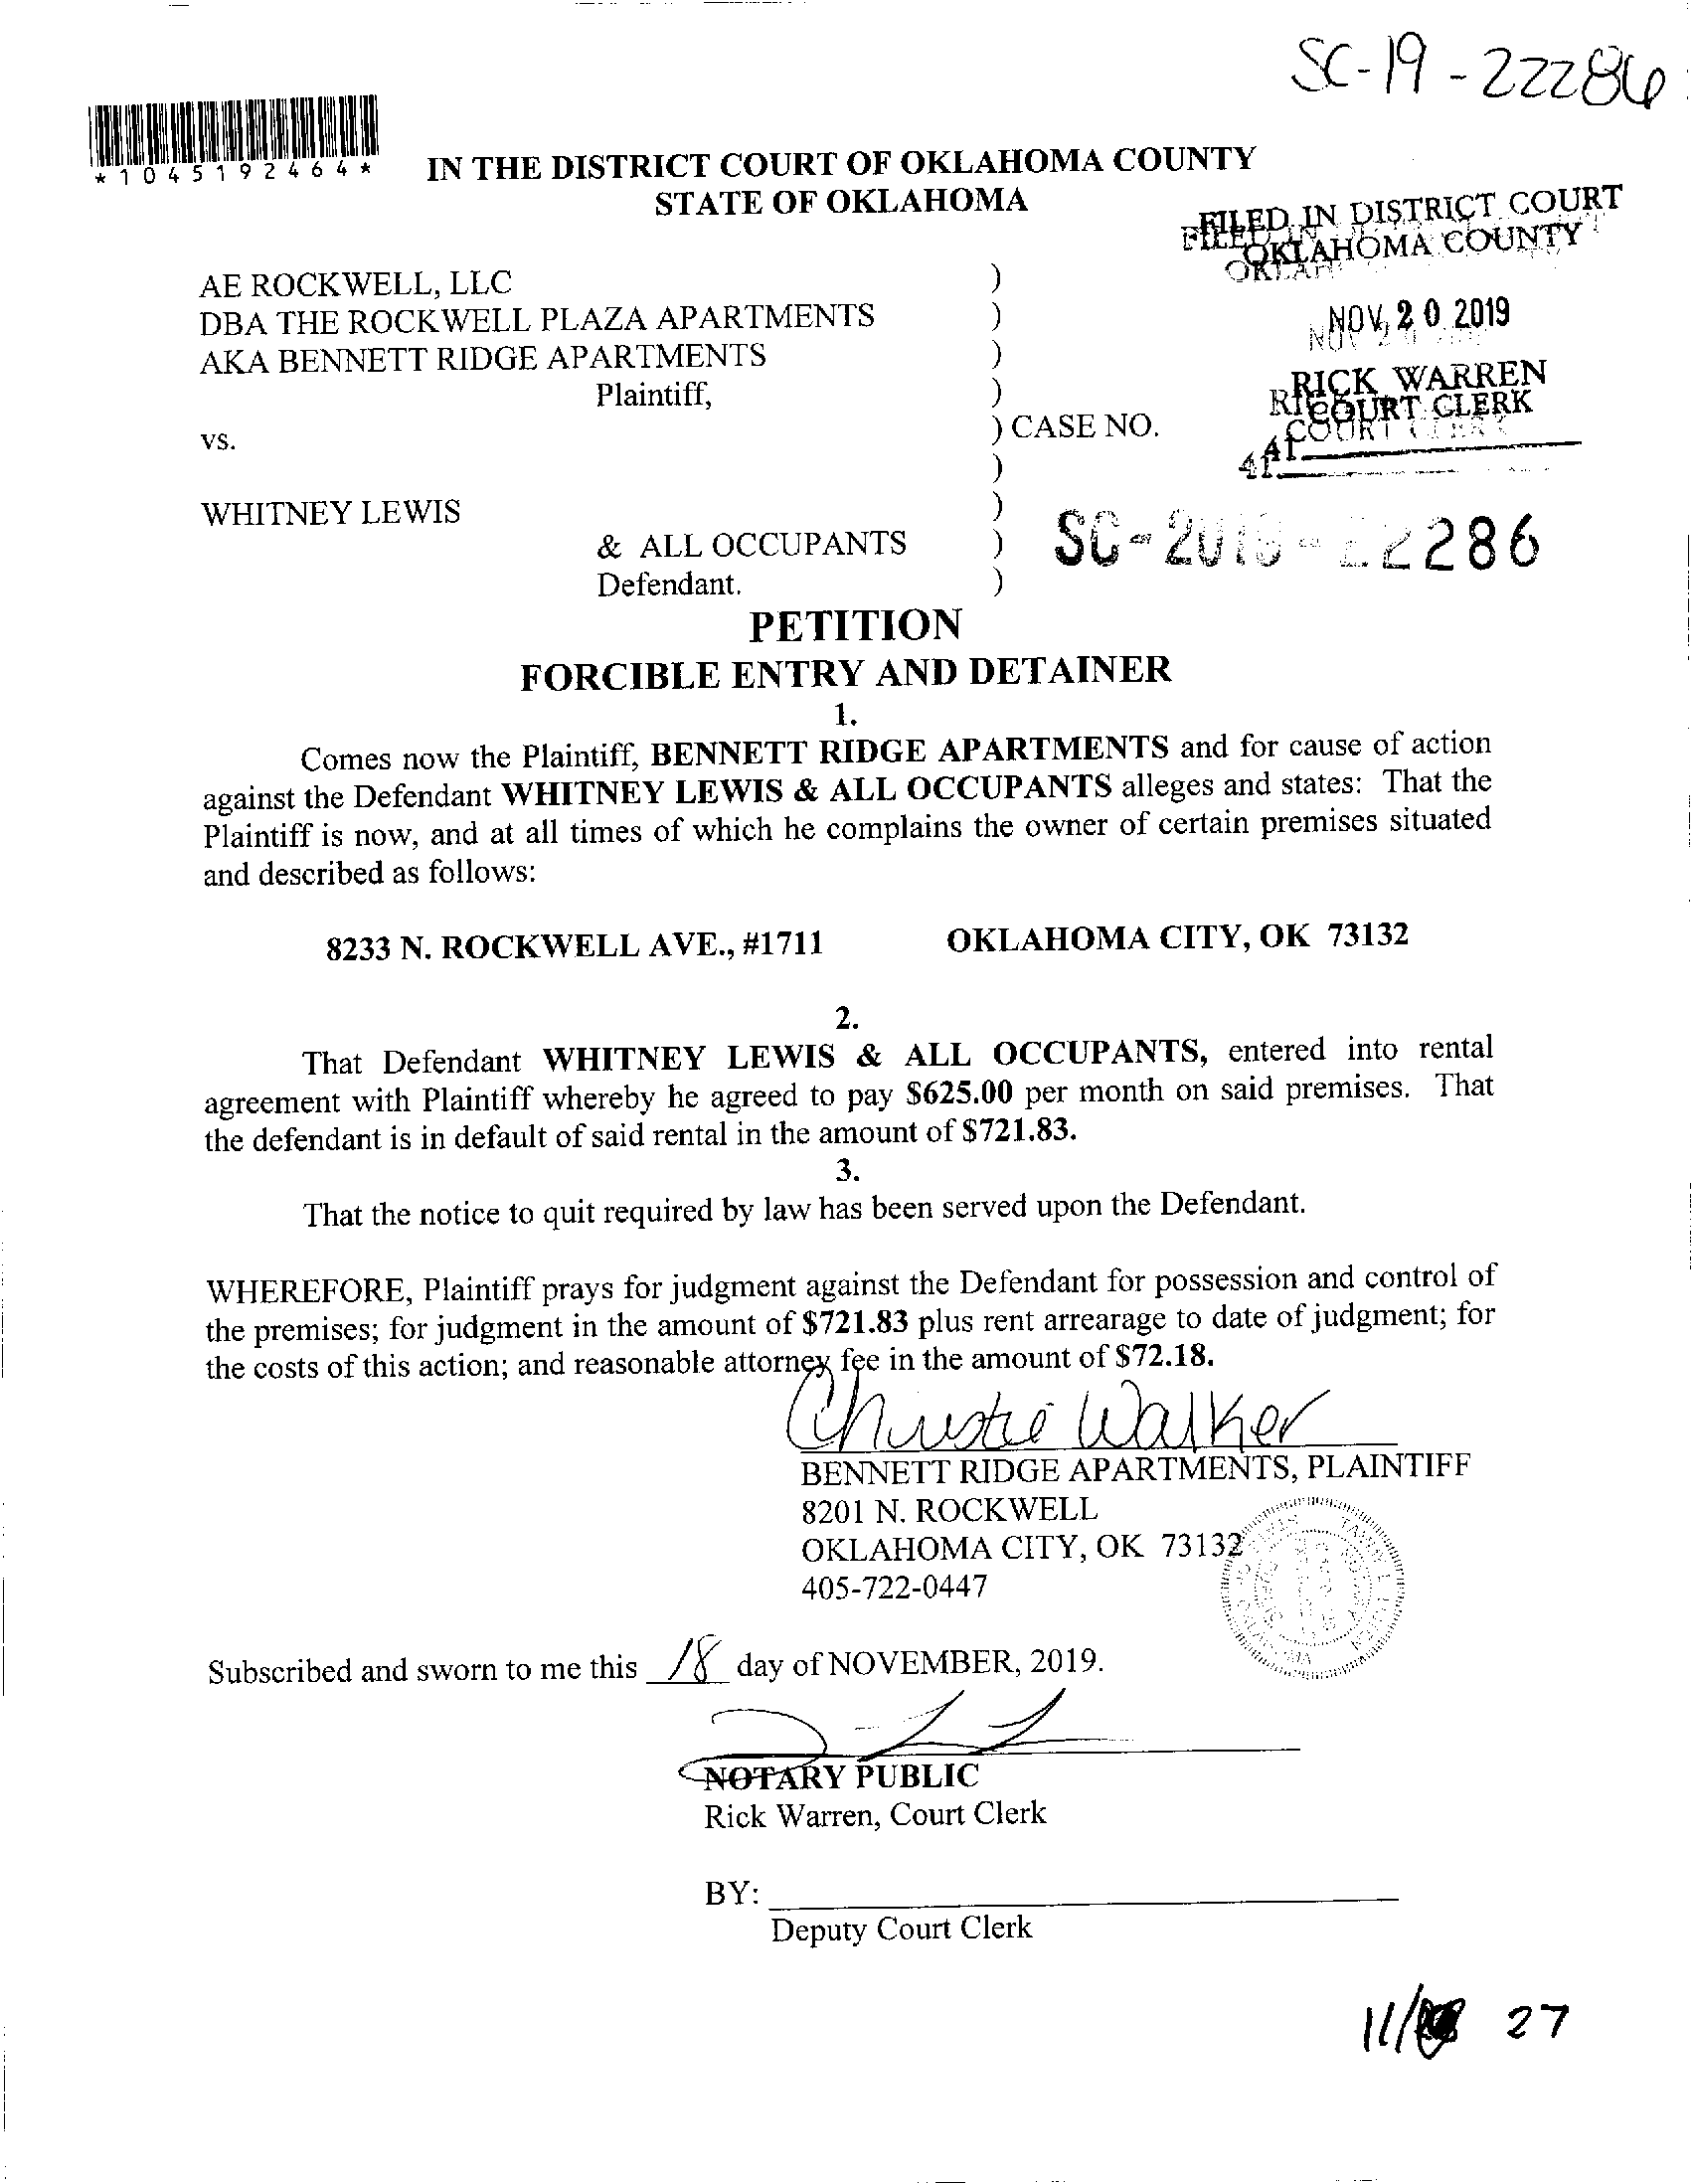 SC-19-22286
*1045192464*
IN THE DISTRICT COURT OF OKLAHOMA COUNTY
STATE OF OKLAHOMA
FILED IN DISTRICT COURT
OKLAHOMA COUNTY
NOV 20 2019
RICK WARREN
COURT CLERK
41
AE ROCKWELL, LLC )
DBA THE ROCKWELL PLAZA APARTMENTS )
AKA BENNETT RIDGE APARTMENTS )
Plaintiff, )
vs. ) CASE NO.
)
WHITNEY LEWIS )
& ALL OCCUPANTS ) SC-2019-22286
Defendant. )
PETITION
FORCIBLE ENTRY AND DETAINER
1.
Comes now the Plaintiff, BENNETT RIDGE APARTMENTS and for cause of action
against the Defendant WHITNEY LEWIS & ALL OCCUPANTS alleges and states: That the
Plaintiff is now, and at all times of which he complains the owner of certain premises situated
and described as follows:
8233 N. ROCKWELL AVE., #1711 OKLAHOMA CITY, OK 73132
2.
That Defendant WHITNEY LEWIS & ALL OCCUPANTS, entered into rental
agreement with Plaintiff whereby he agreed to pay $625.00 per month on said premises. That
the defendant is in default of said rental in the amount of $721.83.
3.
That the notice to quit required by law has been served upon the Defendant.
WHEREFORE, Plaintiff prays for judgment against the Defendant for possession and control of
the premises; for judgment in the amount of $721.83 plus rent arrearage to date of judgment; for
the costs of this action; and reasonable attorney fee in the amount of $72.18.
Christie Walker
BENNETT RIDGE APARTMENTS, PLAINTIFF
8201 N. ROCKWELL
OKLAHOMA CITY, OK 73132
405-722-0447
Subscribed and sworn to me this 18 day of NOVEMBER, 2019.
NOTARY PUBLIC
Rick Warren, Court Clerk
BY:
Deputy Court Clerk
11/ 27